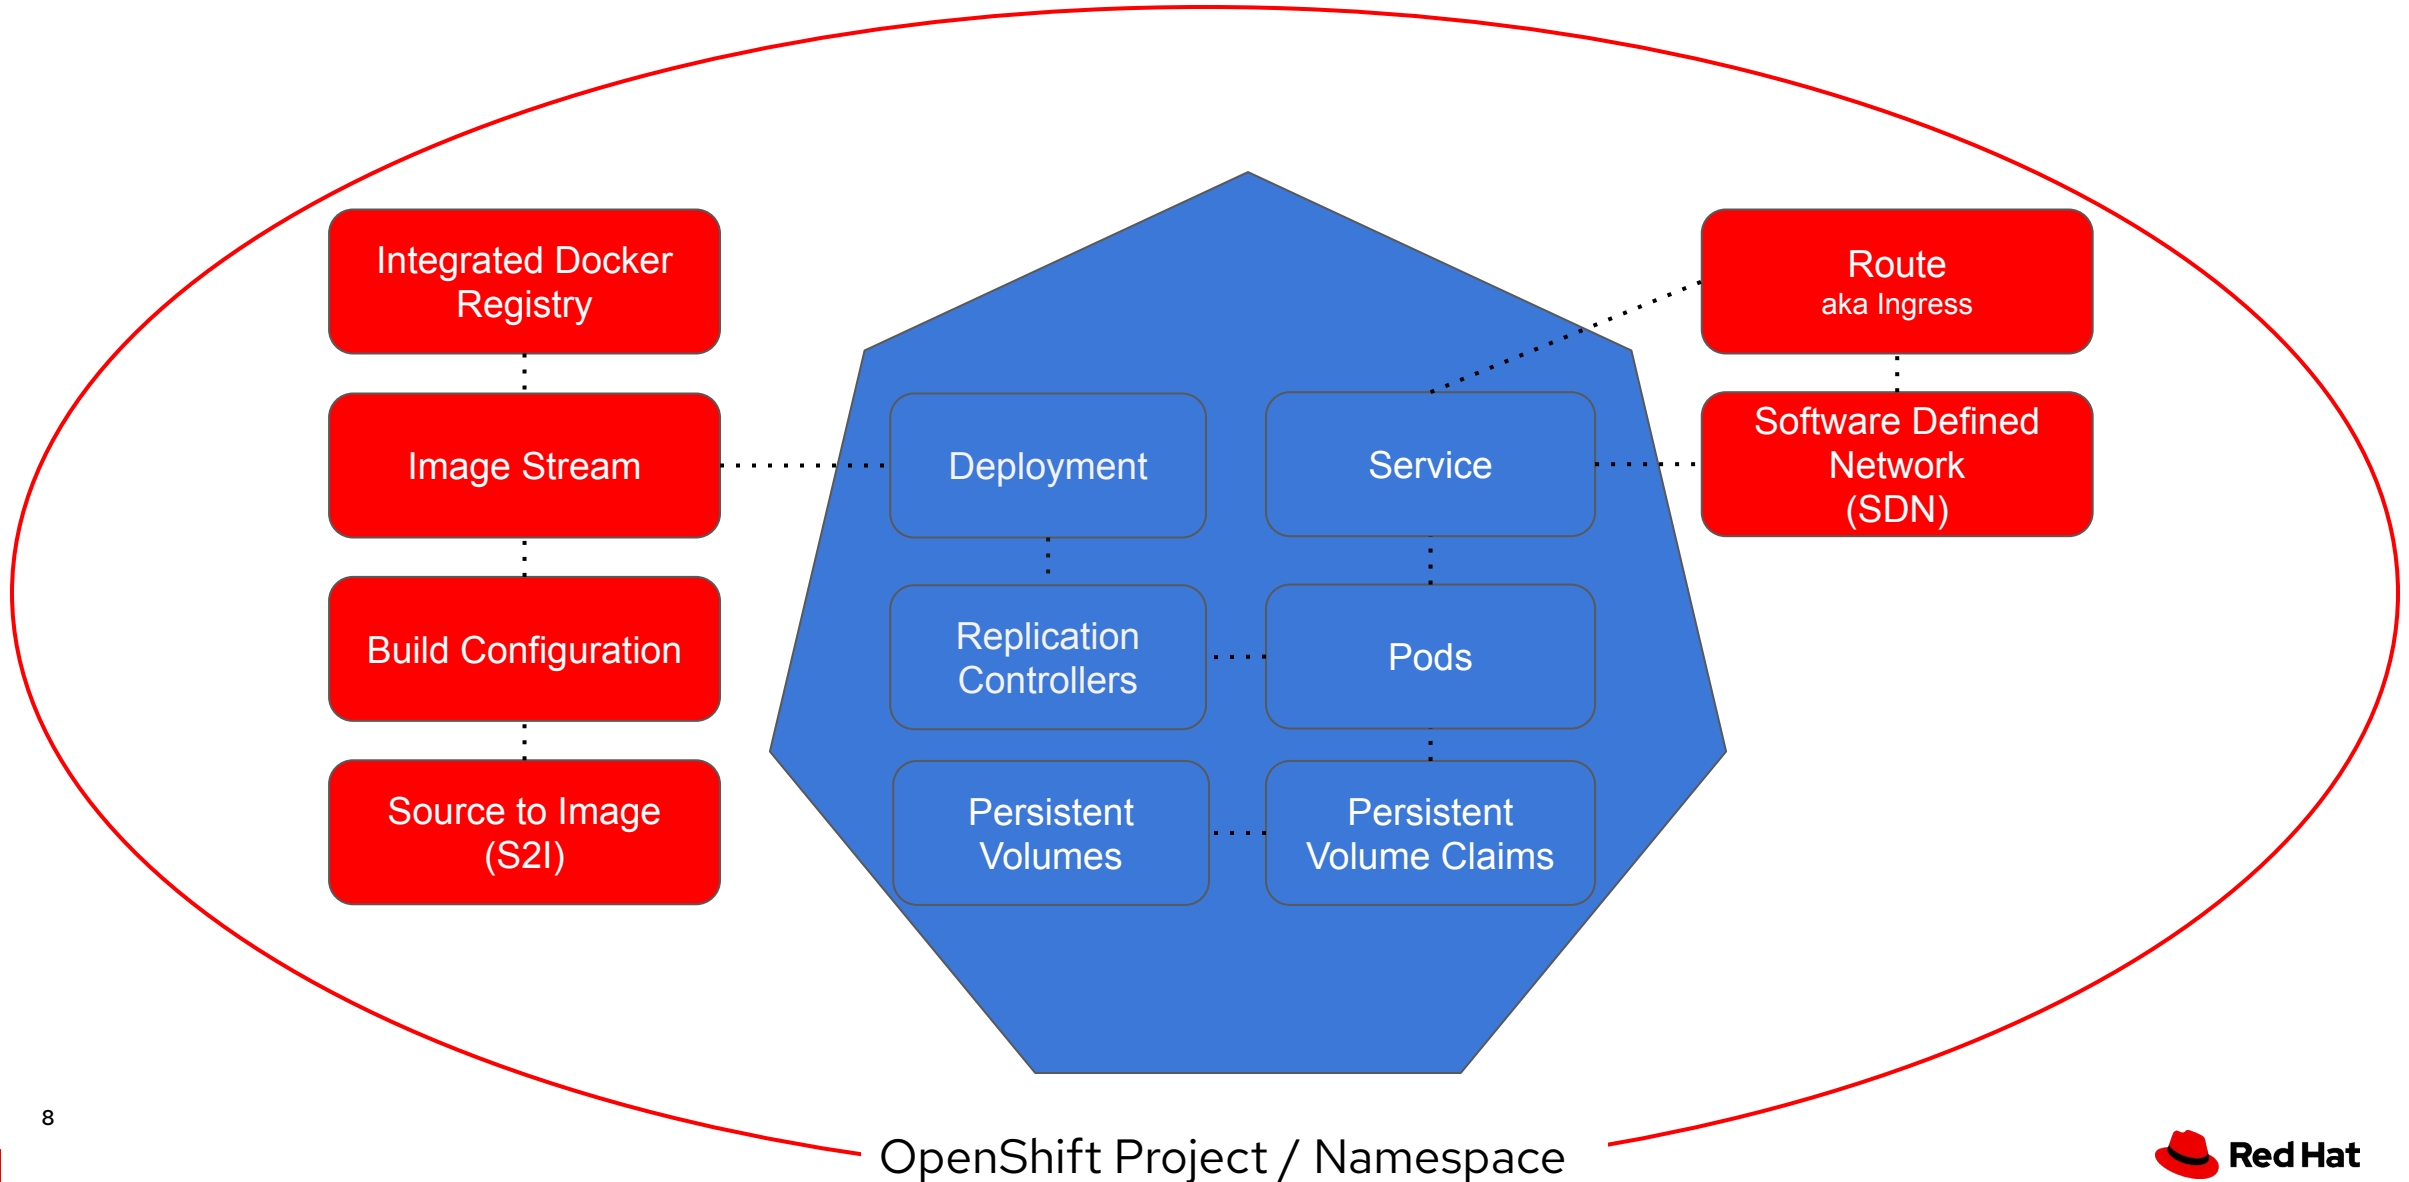 Integrated Docker
Registry
Image Stream
Build Configuration
Source to Image
(S2I)
Deployment
Replication
Controllers
Persistent
Volumes
Service
Pods
Persistent
Volume Claims
Route
aka Ingress
Software Defined
Network
(SDN)
8
OpenShift Project / Namespace
Red Hat